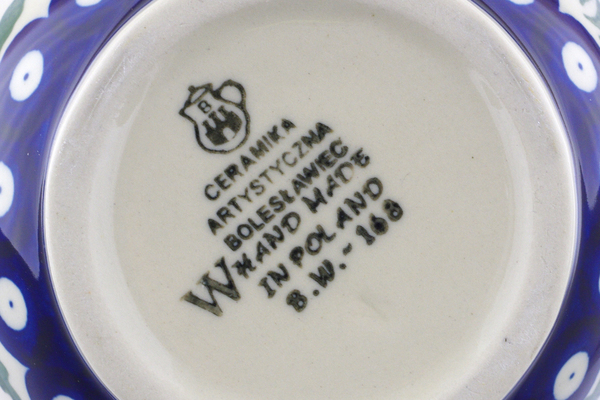 B
CERAMIKA
ARTYSTYCZNA
BOLESŁAWIEC
HAND MADE
IN POLAND
B.W.-168
W